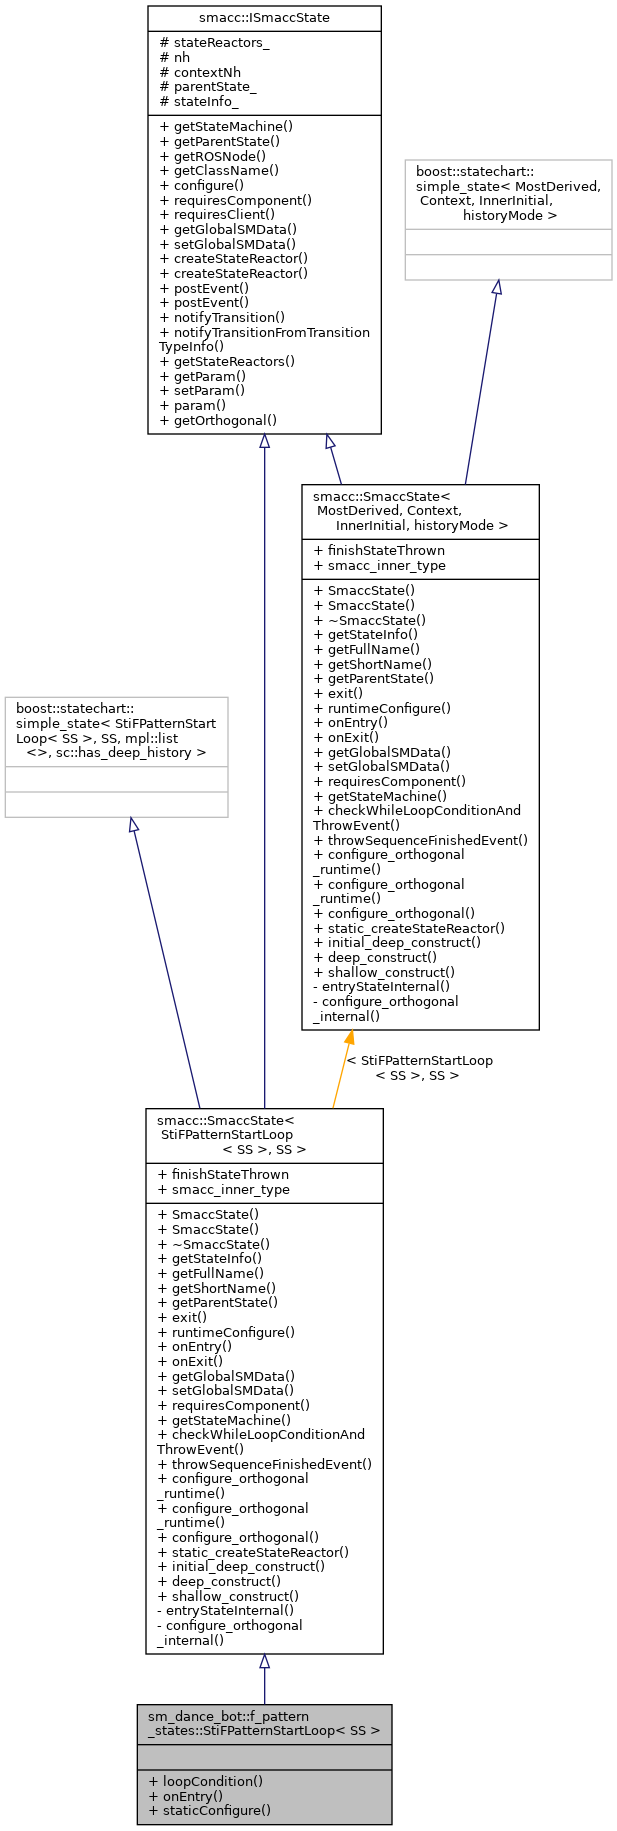 smacc::ISmaccState
# stateReactors_
# nh
# contextNh
# parentState_
# stateInfo_
+ getStateMachine()
+ getParentState()
+ getROSNode()
+ getClassName()
+ configure()
+ requiresComponent()
+ requiresClient()
+ getGlobalSMData()
+ setGlobalSMData()
+ createStateReactor()
+ createStateReactor()
+ postEvent()
+ postEvent()
+ notifyTransition()
+ notifyTransitionFromTransition
TypeInfo()
+ getStateReactors()
+ getParam()
+ setParam()
+ param()
+ getOrthogonal()
boost::statechart::
simple_state< MostDerived,
Context, InnerInitial,
historyMode >
smacc::SmaccState<
MostDerived, Context,
InnerInitial, historyMode >
+ finishStateThrown
+ smacc_inner_type
+ SmaccState()
+ SmaccState()
+ ~SmaccState()
+ getStateInfo()
+ getFullName()
+ getShortName()
+ getParentState()
+ exit()
+ runtimeConfigure()
+ onEntry()
+ onExit()
+ getGlobalSMData()
+ setGlobalSMData()
+ requiresComponent()
+ getStateMachine()
+ checkWhileLoopConditionAnd
ThrowEvent()
+ throwSequenceFinishedEvent()
+ configure_orthogonal
_runtime()
+ configure_orthogonal
_runtime()
+ configure_orthogonal()
+ static_createStateReactor()
+ initial_deep_construct()
+ deep_construct()
+ shallow_construct()
- entryStateInternal()
- configure_orthogonal
_internal()
boost::statechart::
simple_state< StiFPatternStart
Loop< SS >, SS, mpl::list
<>, sc::has_deep_history >
< StiFPatternStartLoop
< SS >, SS >
smacc::SmaccState<
StiFPatternStartLoop
< SS >, SS >
+ finishStateThrown
+ smacc_inner_type
+ SmaccState()
+ SmaccState()
+ ~SmaccState()
+ getStateInfo()
+ getFullName()
+ getShortName()
+ getParentState()
+ exit()
+ runtimeConfigure()
+ onEntry()
+ onExit()
+ getGlobalSMData()
+ setGlobalSMData()
+ requiresComponent()
+ getStateMachine()
+ checkWhileLoopConditionAnd
ThrowEvent()
+ throwSequenceFinishedEvent()
+ configure_orthogonal
_runtime()
+ configure_orthogonal
_runtime()
+ configure_orthogonal()
+ static_createStateReactor()
+ initial_deep_construct()
+ deep_construct()
+ shallow_construct()
- entryStateInternal()
- configure_orthogonal
_internal()
sm_dance_bot::f_pattern
_states::StiFPatternStartLoop< SS >
+ loopCondition()
+ onEntry()
+ staticConfigure()